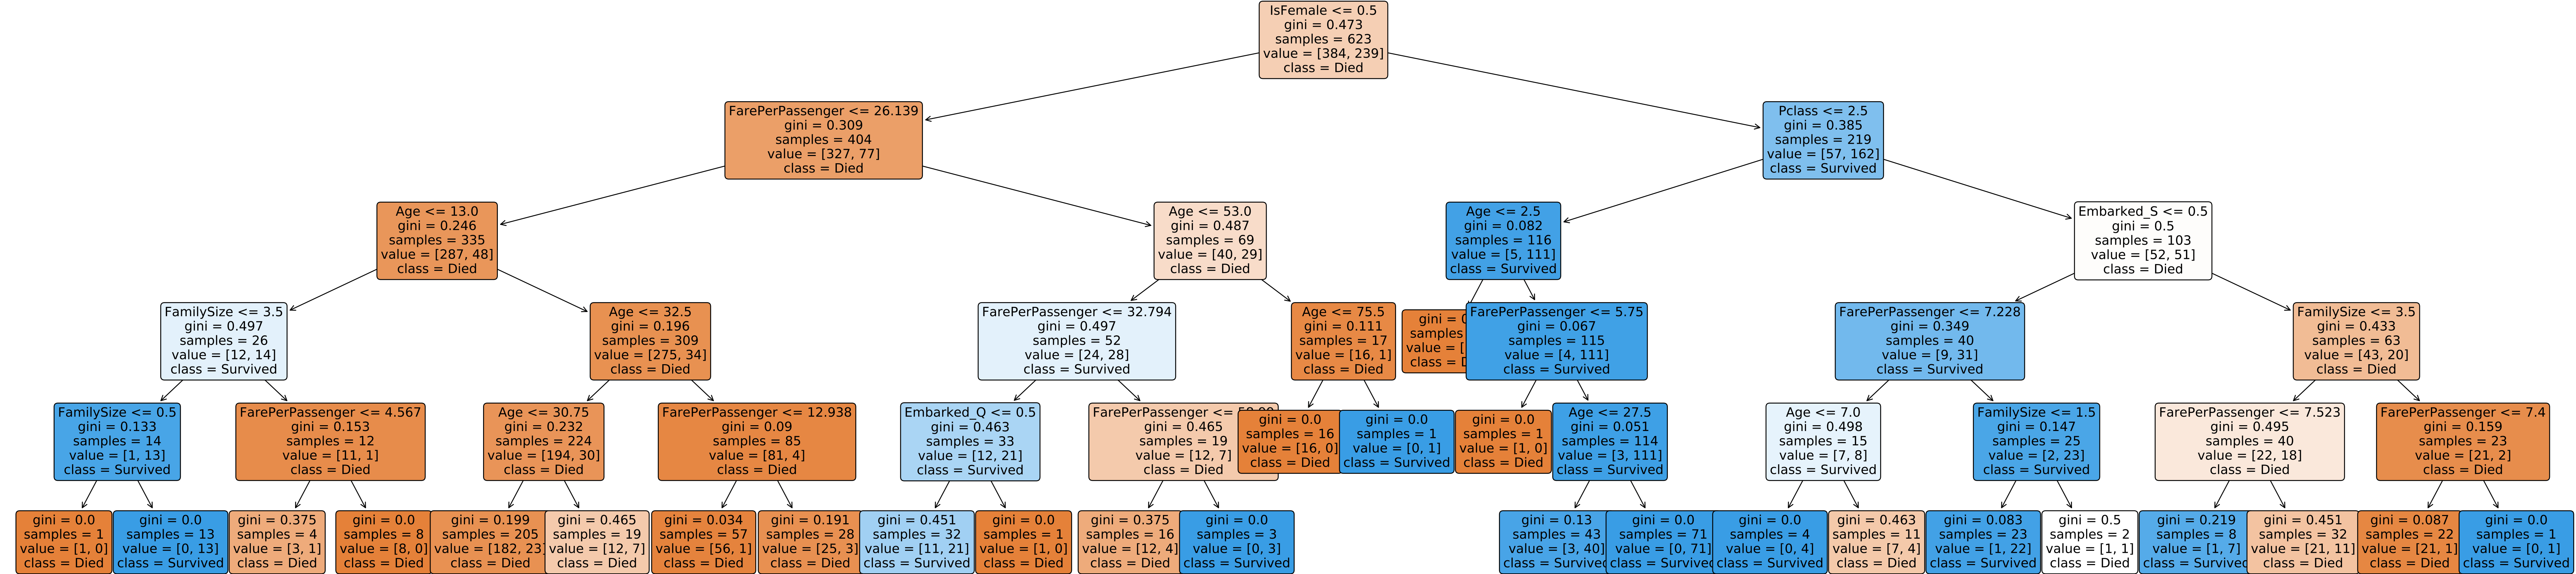 IsFemale <= 0.5
gini = 0.473
samples = 623
value = [384, 239]
class = Died
FarePerPassenger <= 26.139
gini = 0.309
samples = 404
value = [327, 77]
class = Died
Pclass <= 2.5
gini = 0.385
samples = 219
value = [57, 162]
class = Survived
Age <= 13.0
gini = 0.246
samples = 335
value = [287, 48]
class = Died
Age <= 53.0
gini = 0.487
samples = 69
value = [40, 29]
class = Died
Age <= 2.5
gini = 0.082
samples = 116
value = [5, 111]
class = Survived
Embarked_S <= 0.5
gini = 0.5
samples = 103
value = [52, 51]
class = Died
FamilySize <= 3.5
gini = 0.497
samples = 26
value = [12, 14]
class = Survived
Age <= 32.5
gini = 0.196
samples = 309
value = [275, 34]
class = Died
FarePerPassenger <= 32.794
gini = 0.497
samples = 52
value = [24, 28]
class = Survived
Age <= 75.5
gini = 0.111
samples = 17
value = [16, 1]
class = Died
gini =
samples
value = [
class =
FarePerPassenger <= 5.75
gini = 0.067
samples = 115
value = [4, 111]
class = Survived
FarePerPassenger <= 7.228
gini = 0.349
samples = 40
value = [9, 31]
class = Survived
FamilySize <= 3.5
gini = 0.433
samples = 63
value = [43, 20]
class = Died
FamilySize <= 0.5
gini = 0.133
samples = 14
value = [1, 13]
class = Survived
FarePerPassenger <= 4.567
gini = 0.153
samples = 12
value = [11, 1]
class = Died
Age <= 30.75
gini = 0.232
samples = 224
value = [194, 30]
class = Died
FarePerPassenger <= 12.938
gini = 0.09
samples = 85
value = [81, 4]
class = Died
Embarked_Q <= 0.5
gini = 0.463
samples = 33
value = [12, 21]
class = Survived
FarePerPassenger <=
gini = 0.465
samples = 19
value = [12, 7]
class = Died
gini = 0.0
samples = 16
value = [16, 0]
class = Died
gini = 0.0
samples = 1
value = [0, 1]
class = Survived
gini = 0.0
samples = 1
value = [1, 0]
class = Died
Age <= 27.5
gini = 0.051
samples = 114
value = [3, 111]
class = Survived
Age <= 7.0
gini = 0.498
samples = 15
value = [7, 8]
class = Survived
FamilySize <= 1.5
gini = 0.147
samples = 25
value = [2, 23]
class = Survived
FarePerPassenger <= 7.523
gini = 0.495
samples = 40
value = [22, 18]
class = Died
FarePerPassenger <= 7.4
gini = 0.159
samples = 23
value = [21, 2]
class = Died
gini = 0.0
samples = 1
value = [1, 0]
class = Died
gini = 0.0
samples = 13
value = [0, 13]
class = Survived
gini = 0.375
samples = 4
value = [3, 1]
class = Died
gini = 0.0
samples = 8
value = [8, 0]
class = Died
gini = 0.199
samples = 205
value = [182, 23]
class = Died
gini = 0.465
samples = 19
value = [12, 7]
class = Died
gini = 0.034
samples = 57
value = [56, 1]
class = Died
gini = 0.191
samples = 28
value = [25, 3]
class = Died
gini = 0.451
samples = 32
value = [11, 21]
class = Survived
gini = 0.0
samples = 1
value = [1, 0]
class = Died
gini = 0.375
samples = 16
value = [12, 4]
class = Died
gini = 0.0
samples = 3
value = [0, 3]
class = Survived
gini = 0.13
samples = 43
value = [3, 40]
class = Survived
gini = 0.0
samples = 71
value = [0, 71]
class = Survived
gini = 0.0
samples = 4
value = [0, 4]
class = Survived
gini = 0.463
samples = 11
value = [7, 4]
class = Died
gini = 0.083
samples = 23
value = [1, 22]
class = Survived
gini = 0.5
samples = 2
value = [1, 1]
class = Died
gini = 0.219
samples = 8
value = [1, 7]
class = Survived
gini = 0.451
samples = 32
value = [21, 11]
class = Died
gini = 0.087
samples = 22
value = [21, 1]
class = Died
gini = 0.0
samples = 1
value = [0, 1]
class = Survived